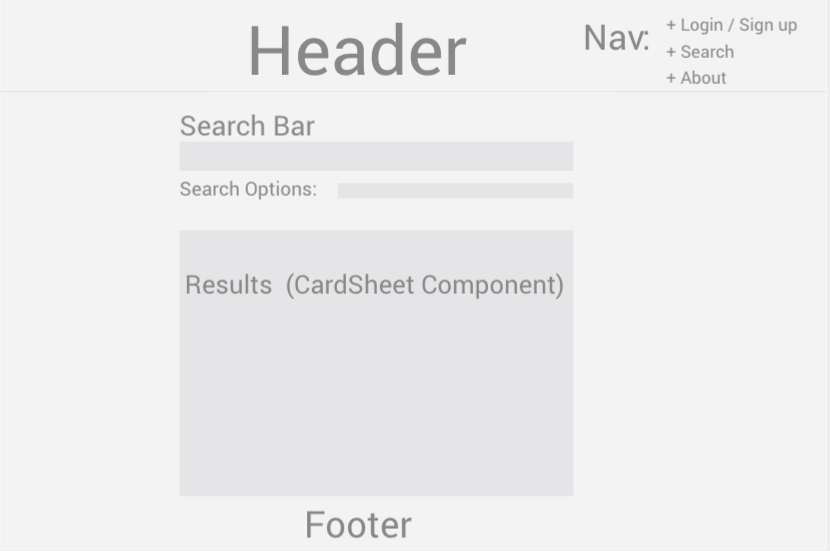 Header
Nav:
+ Login / Sign up
+ Search
+ About
Search Bar
Search Options:
Results (CardSheet Component)
Footer